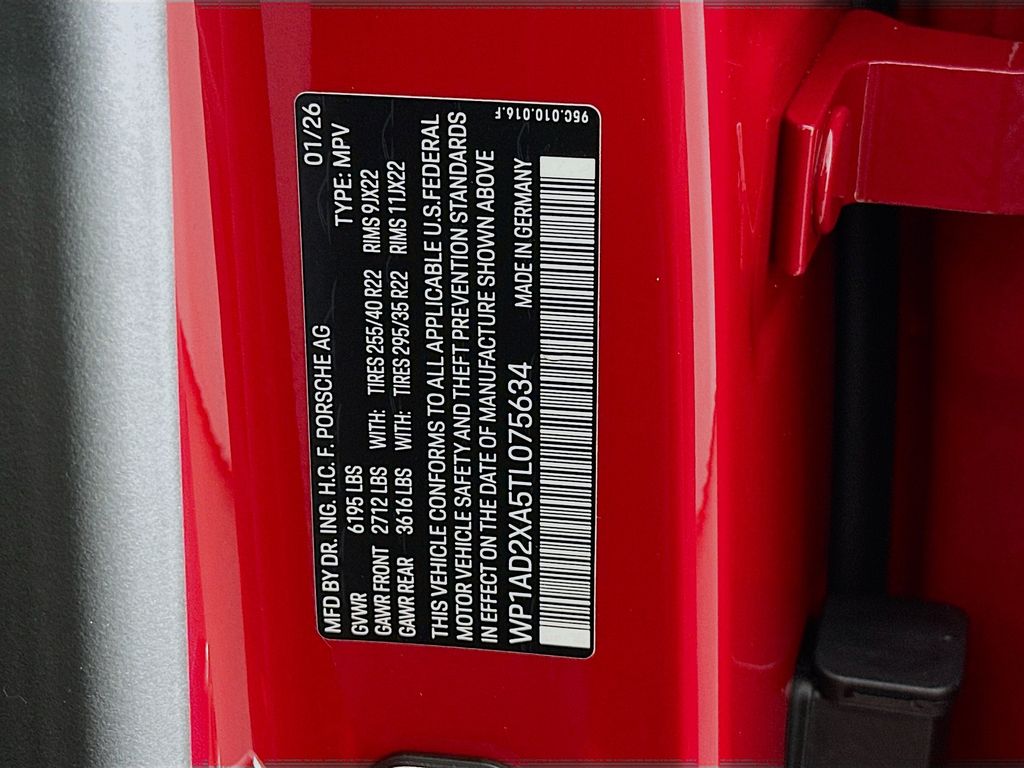 MFD BY DR. ING. H.C. F. PORSCHE AG 01/26
GVWR 6195 LBS TYPE: MPV
GAWR FRONT 2712 LBS WITH: TIRES 255/40 R22 RIMS 9JX22
GAWR REAR 3616 LBS WITH: TIRES 295/35 R22 RIMS 11JX22
THIS VEHICLE CONFORMS TO ALL APPLICABLE U.S.FEDERAL
MOTOR VEHICLE SAFETY AND THEFT PREVENTION STANDARDS
IN EFFECT ON THE DATE OF MANUFACTURE SHOWN ABOVE
WP1AD2XA5TL075634 MADE IN GERMANY
95C.010.016.F